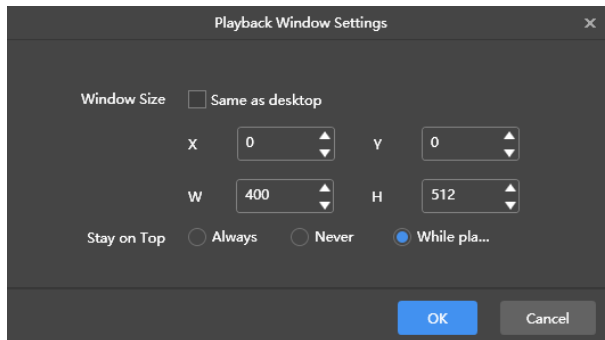 Playback Window Settings
Window Size Same as desktop
X 0 Y 0
W 400 H 512
Stay on Top Always Never While pla...
OK Cancel